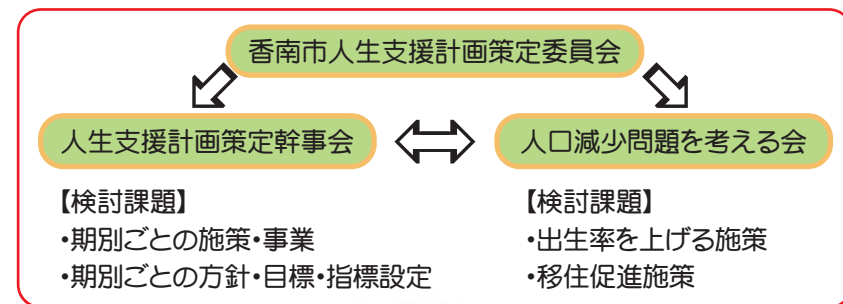 香南市人生支援計画策定委員会
人生支援計画策定幹事会
人口減少問題を考える会
【検討課題】
・期別ごとの施策・事業
・期別ごとの方針・目標・指標設定
【検討課題】
・出生率を上げる施策
・移住促進施策